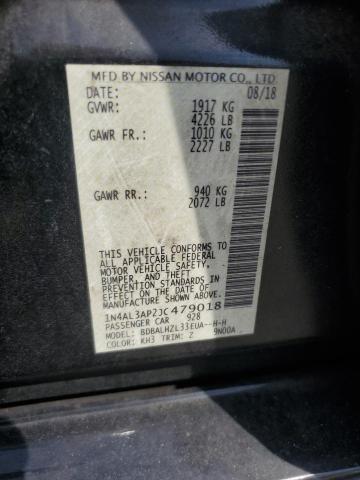 MFD BY NISSAN MOTOR CO., LTD.
DATE: 08/18
GVWR: 1917 KG
4226 LB
GAWR FR.: 1010 KG
2227 LB
GAWR RR.: 940 KG
2072 LB
THIS VEHICLE CONFORMS TO
ALL APPLICABLE FEDERAL
MOTOR VEHICLE SAFETY,
BUMPER, AND THEFT
PREVENTION STANDARDS
IN EFFECT ON THE DATE OF
MANUFACTURE SHOWN ABOVE.
1N4AL3AP2JC479018
PASSENGER CAR 928
MODEL: BDBALHZL33EUA--H-H
COLOR: KH3 TRIM: Z 9N00A